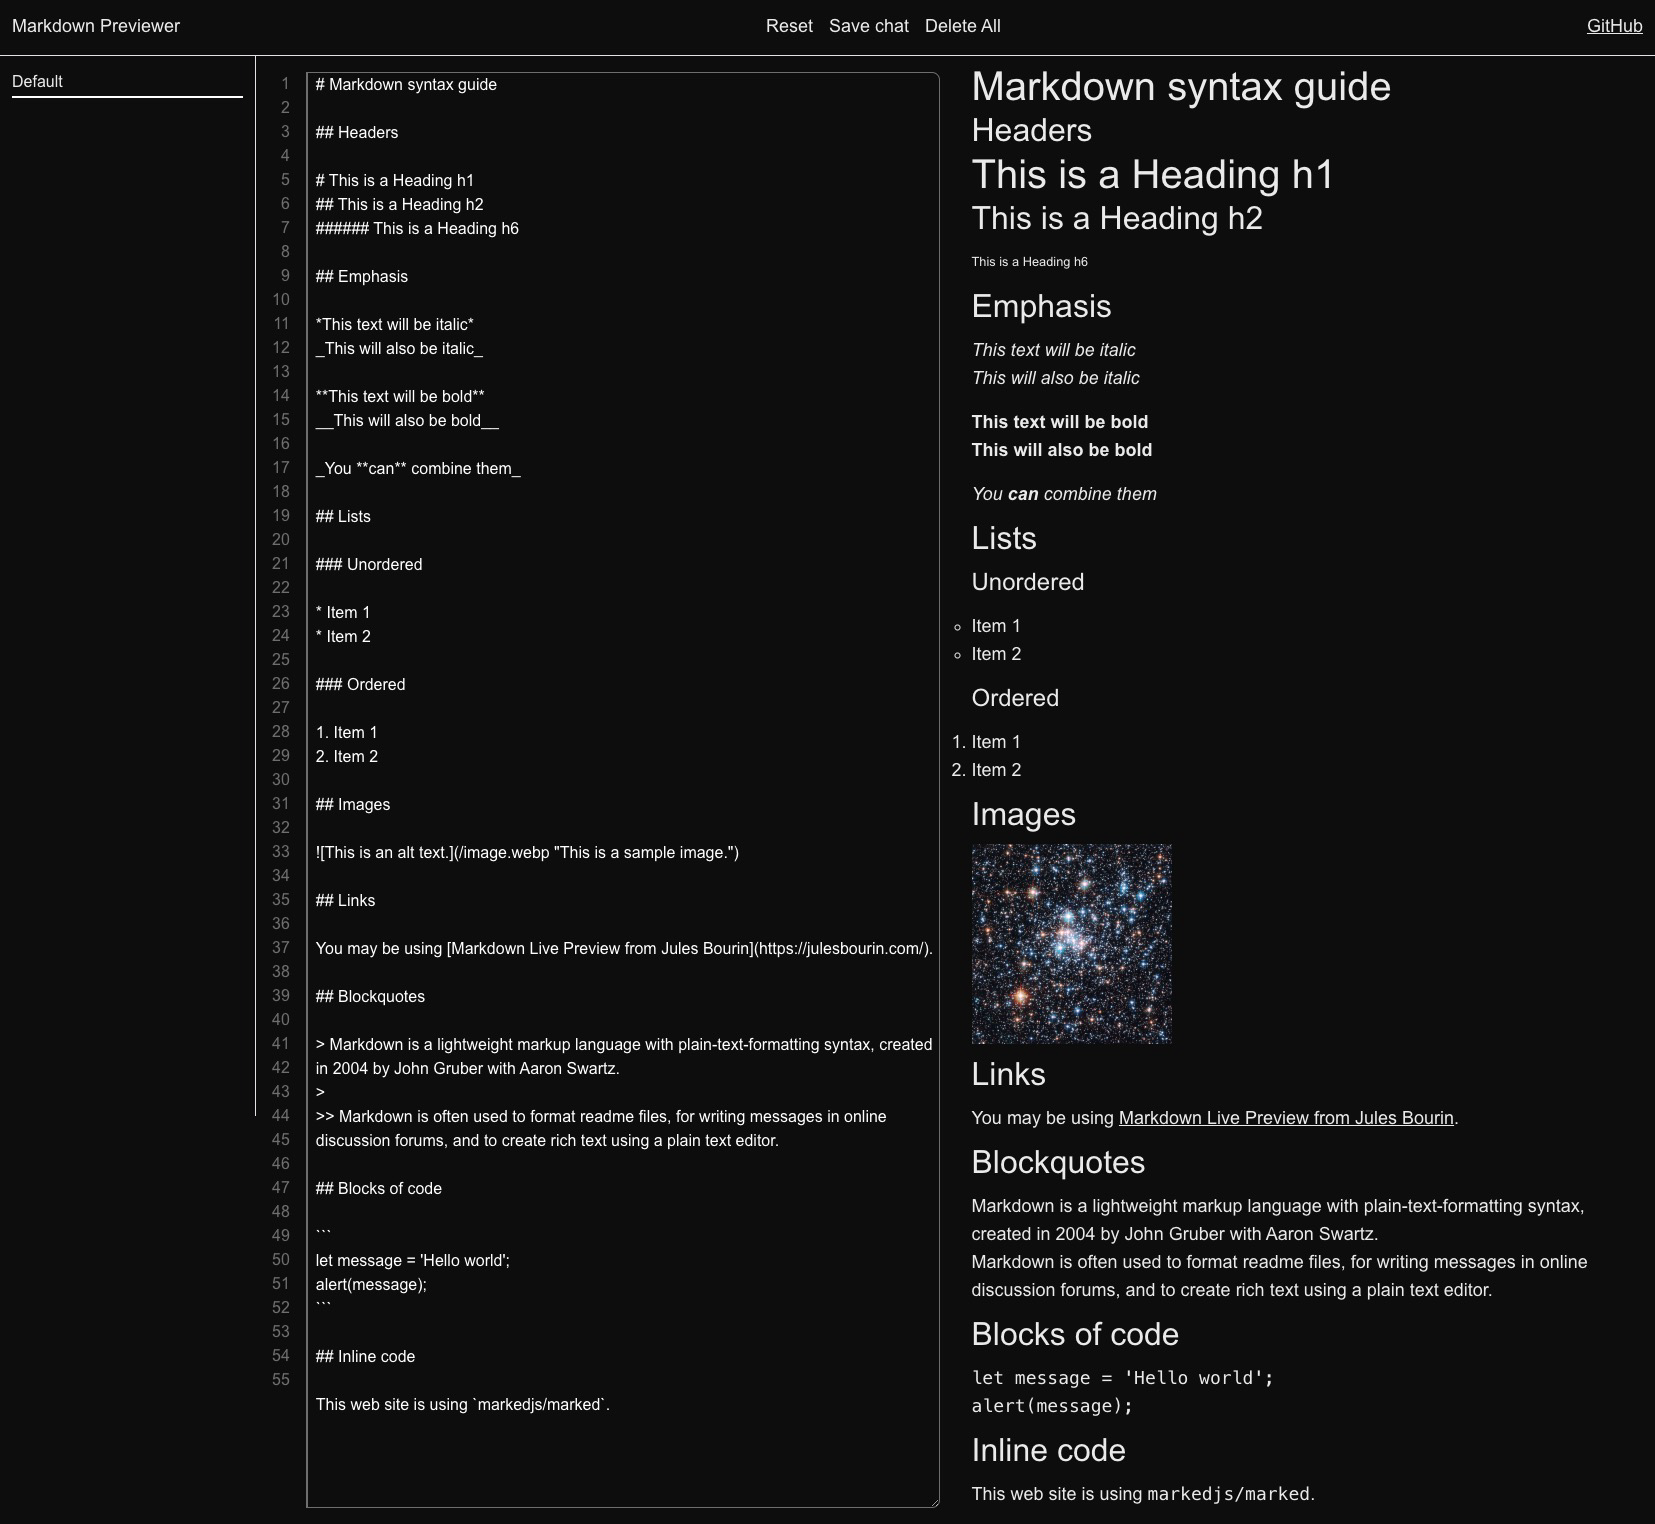 Markdown Previewer
Reset Save chat Delete All
GitHub
Default
1 # Markdown syntax guide
2
3 ## Headers
4
5 # This is a Heading h1
6 ## This is a Heading h2
7 ###### This is a Heading h6
8
9 ## Emphasis
10
11 *This text will be italic*
12 _This will also be italic_
13
14 **This text will be bold**
15 __This will also be bold__
16
17 _You **can** combine them_
18
19 ## Lists
20
21 ### Unordered
22
23 * Item 1
24 * Item 2
25
26 ### Ordered
27
28 1. Item 1
29 2. Item 2
30
31 ## Images
32
33 ![This is an alt text.](/image.webp "This is a sample image.")
34
35 ## Links
36
37 You may be using [Markdown Live Preview from Jules Bourin](https://julesbourin.com/).
38
39 ## Blockquotes
40
41 > Markdown is a lightweight markup language with plain-text-formatting syntax, created
42 in 2004 by John Gruber with Aaron Swartz.
43 >
44 >> Markdown is often used to format readme files, for writing messages in online
45 discussion forums, and to create rich text using a plain text editor.
46
47 ## Blocks of code
48
49 ```
50 let message = 'Hello world';
51 alert(message);
52 ```
53
54 ## Inline code
55
This web site is using `markedjs/marked`.
Markdown syntax guide
Headers
This is a Heading h1
This is a Heading h2
This is a Heading h6
Emphasis
This text will be italic
This will also be italic
This text will be bold
This will also be bold
You can combine them
Lists
Unordered
Item 1
Item 2
Ordered
1. Item 1
2. Item 2
Images
Links
You may be using Markdown Live Preview from Jules Bourin.
Blockquotes
Markdown is a lightweight markup language with plain-text-formatting syntax,
created in 2004 by John Gruber with Aaron Swartz.
Markdown is often used to format readme files, for writing messages in online
discussion forums, and to create rich text using a plain text editor.
Blocks of code
let message = 'Hello world';
alert(message);
Inline code
This web site is using markedjs/marked.